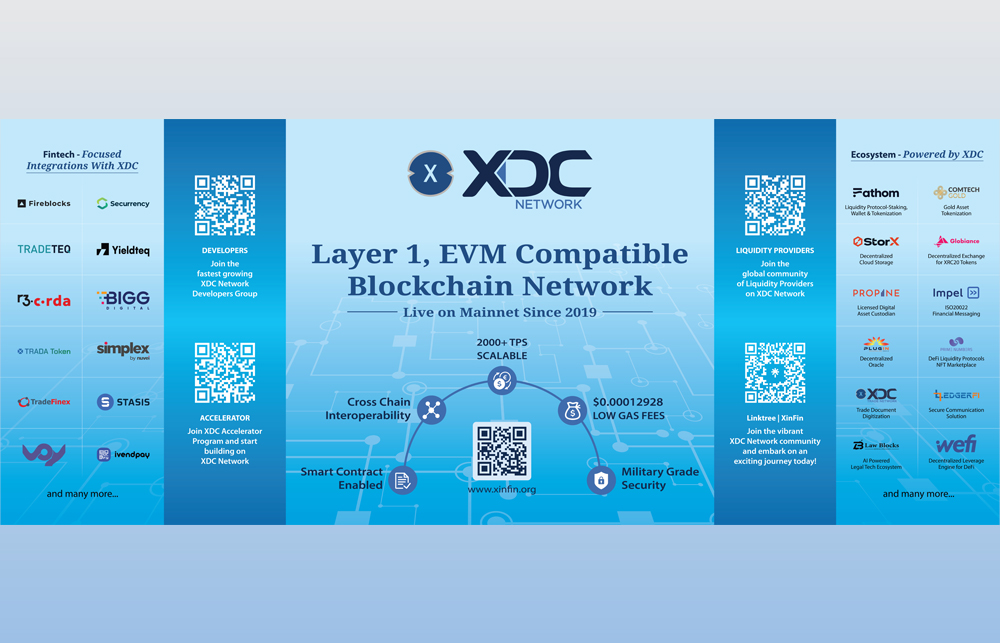 Fintech - Focused
Integrations With XDC
Fireblocks
Securrency
TRADETEQ
Yieldteq
r3.c·rda
BIGG
DIGITAL
TRADA Token
simplex
by nuvei
TradeFinex
STASIS
ivendpay
and many more...
DEVELOPERS
Join the
fastest growing
XDC Network
Developers Group
ACCELERATOR
Join XDC Accelerator
Program and start
building on
XDC Network
X
XDC
NETWORK
Layer 1, EVM Compatible
Blockchain Network
Live on Mainnet Since 2019
2000+ TPS
SCALABLE
Cross Chain
Interoperability
$0.00012928
LOW GAS FEES
Smart Contract
Enabled
Military Grade
Security
www.xinfin.org
LIQUIDITY PROVIDERS
Join the
global community
of Liquidity Providers
on XDC Network
Linktree | XinFin
Join the vibrant
XDC Network community
and embark on an
exciting journey today!
Ecosystem - Powered by XDC
Fathom
Liquidity Protocol-Staking,
Wallet & Tokenization
COMTECH
GOLD
Gold Asset
Tokenization
StorX
Decentralized
Cloud Storage
Globiance
Decentralized Exchange
for XRC20 Tokens
PROPINE
Licensed Digital
Asset Custodian
Impel
ISO20022
Financial Messaging
PLUGIN
Decentralized
Oracle
DeFi Liquidity Protocols
NFT Marketplace
XDC
Trade Document
Digitization
LEDGERMAIL
Secure Communication
Solution
Law Blocks
AI Powered
Legal Tech Ecosystem
wefi
Decentralized Leverage
Engine for DeFi
and many more...